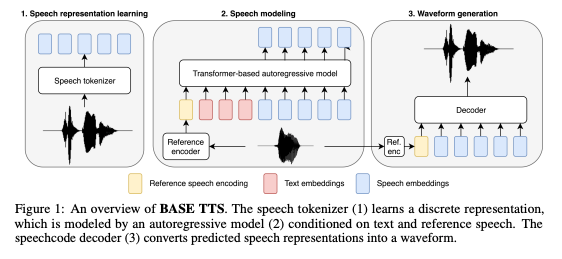 1. Speech representation learning
2. Speech modeling
3. Waveform generation
Speech tokenizer
Transformer-based autoregressive model
Reference
encoder
Ref.
enc
Decoder
Reference speech encoding
Text embeddings
Speech embeddings
Figure 1: An overview of BASE TTS. The speech tokenizer (1) learns a discrete representation,
which is modeled by an autoregressive model (2) conditioned on text and reference speech. The
speechcode decoder (3) converts predicted speech representations into a waveform.